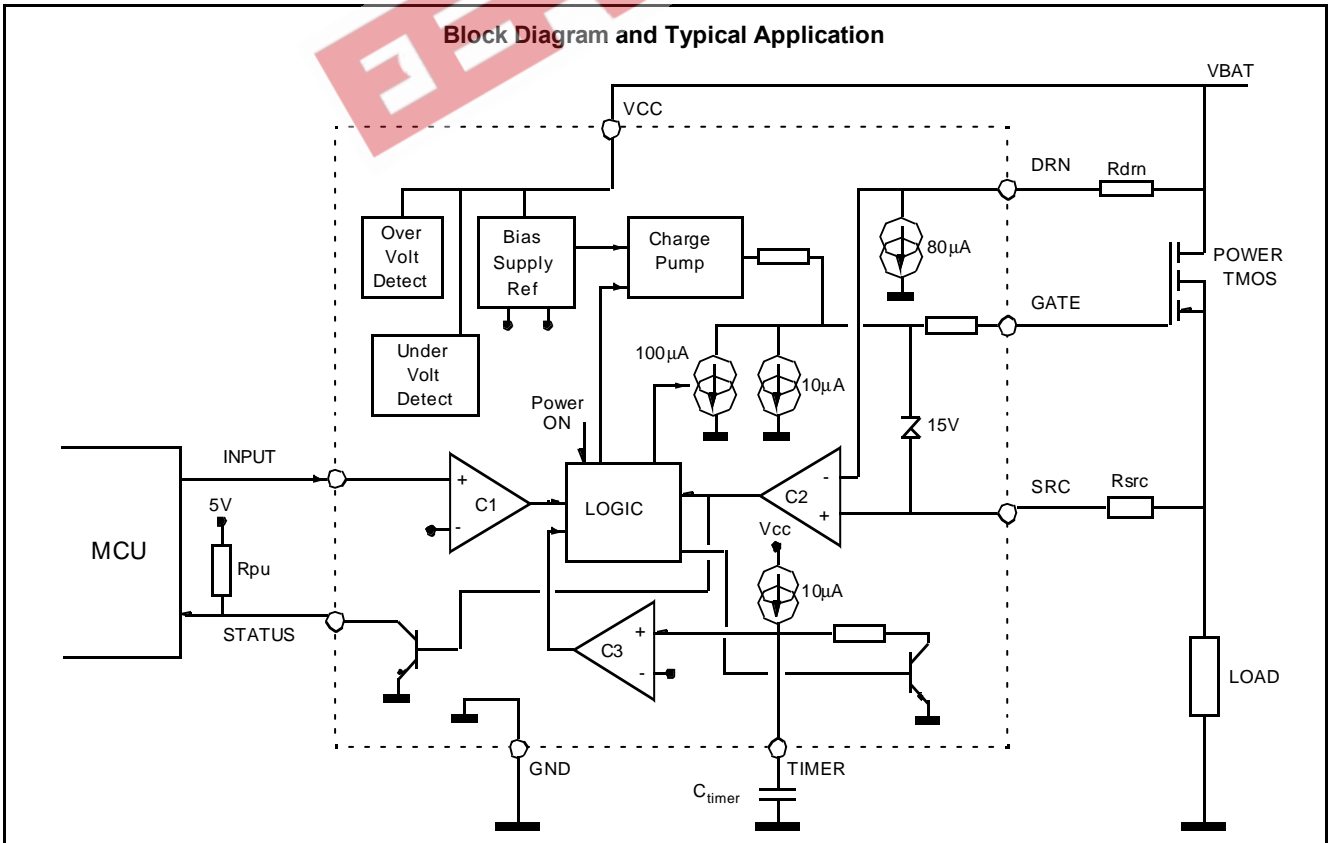 Block Diagram and Typical Application
VBAT
VCC
DRN
Rdrn
Over
Volt
Detect
Bias
Supply
Ref
Charge
Pump
80µA
POWER
TMOS
GATE
Under
Volt
Detect
100µA
10µA
Power
ON
15V
INPUT
+
-
C1
LOGIC
-
+
C2
SRC
Rsrc
5V
MCU
Rpu
Vcc
10µA
STATUS
+
-
C3
LOAD
GND
TIMER
Ctimer